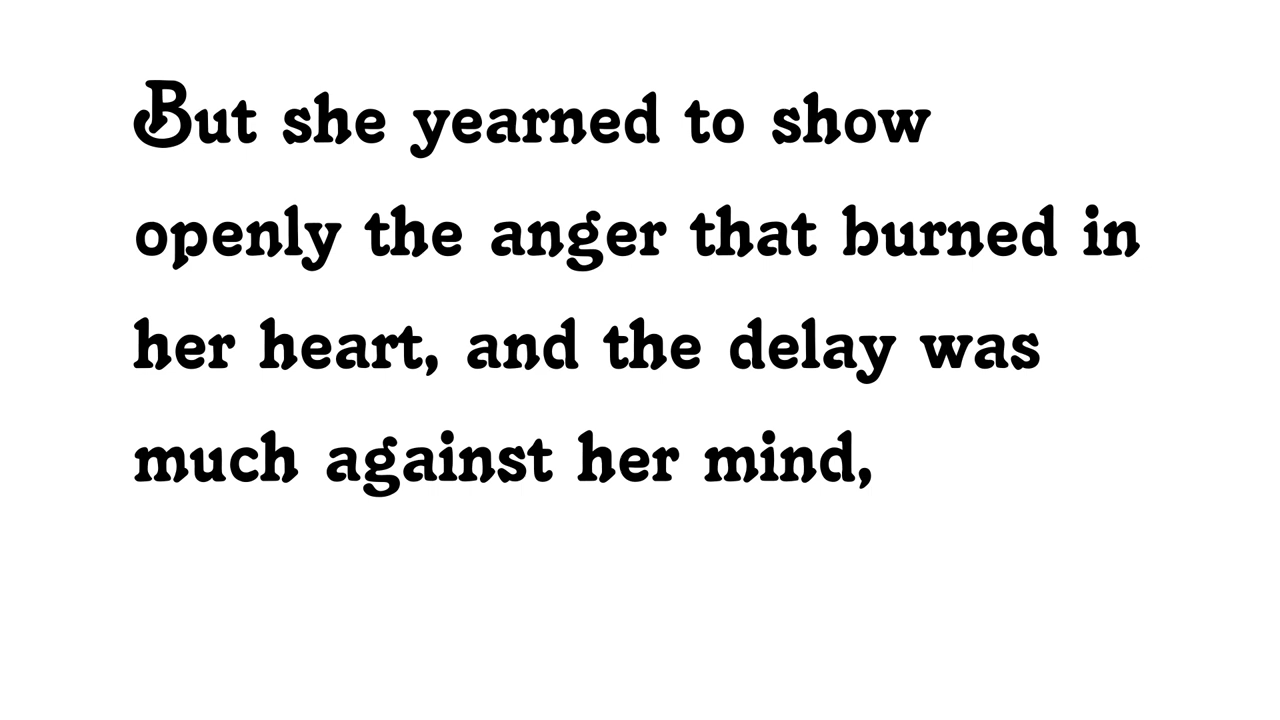 But she yearned to show
openly the anger that burned in
her heart, and the delay was
much against her mind,